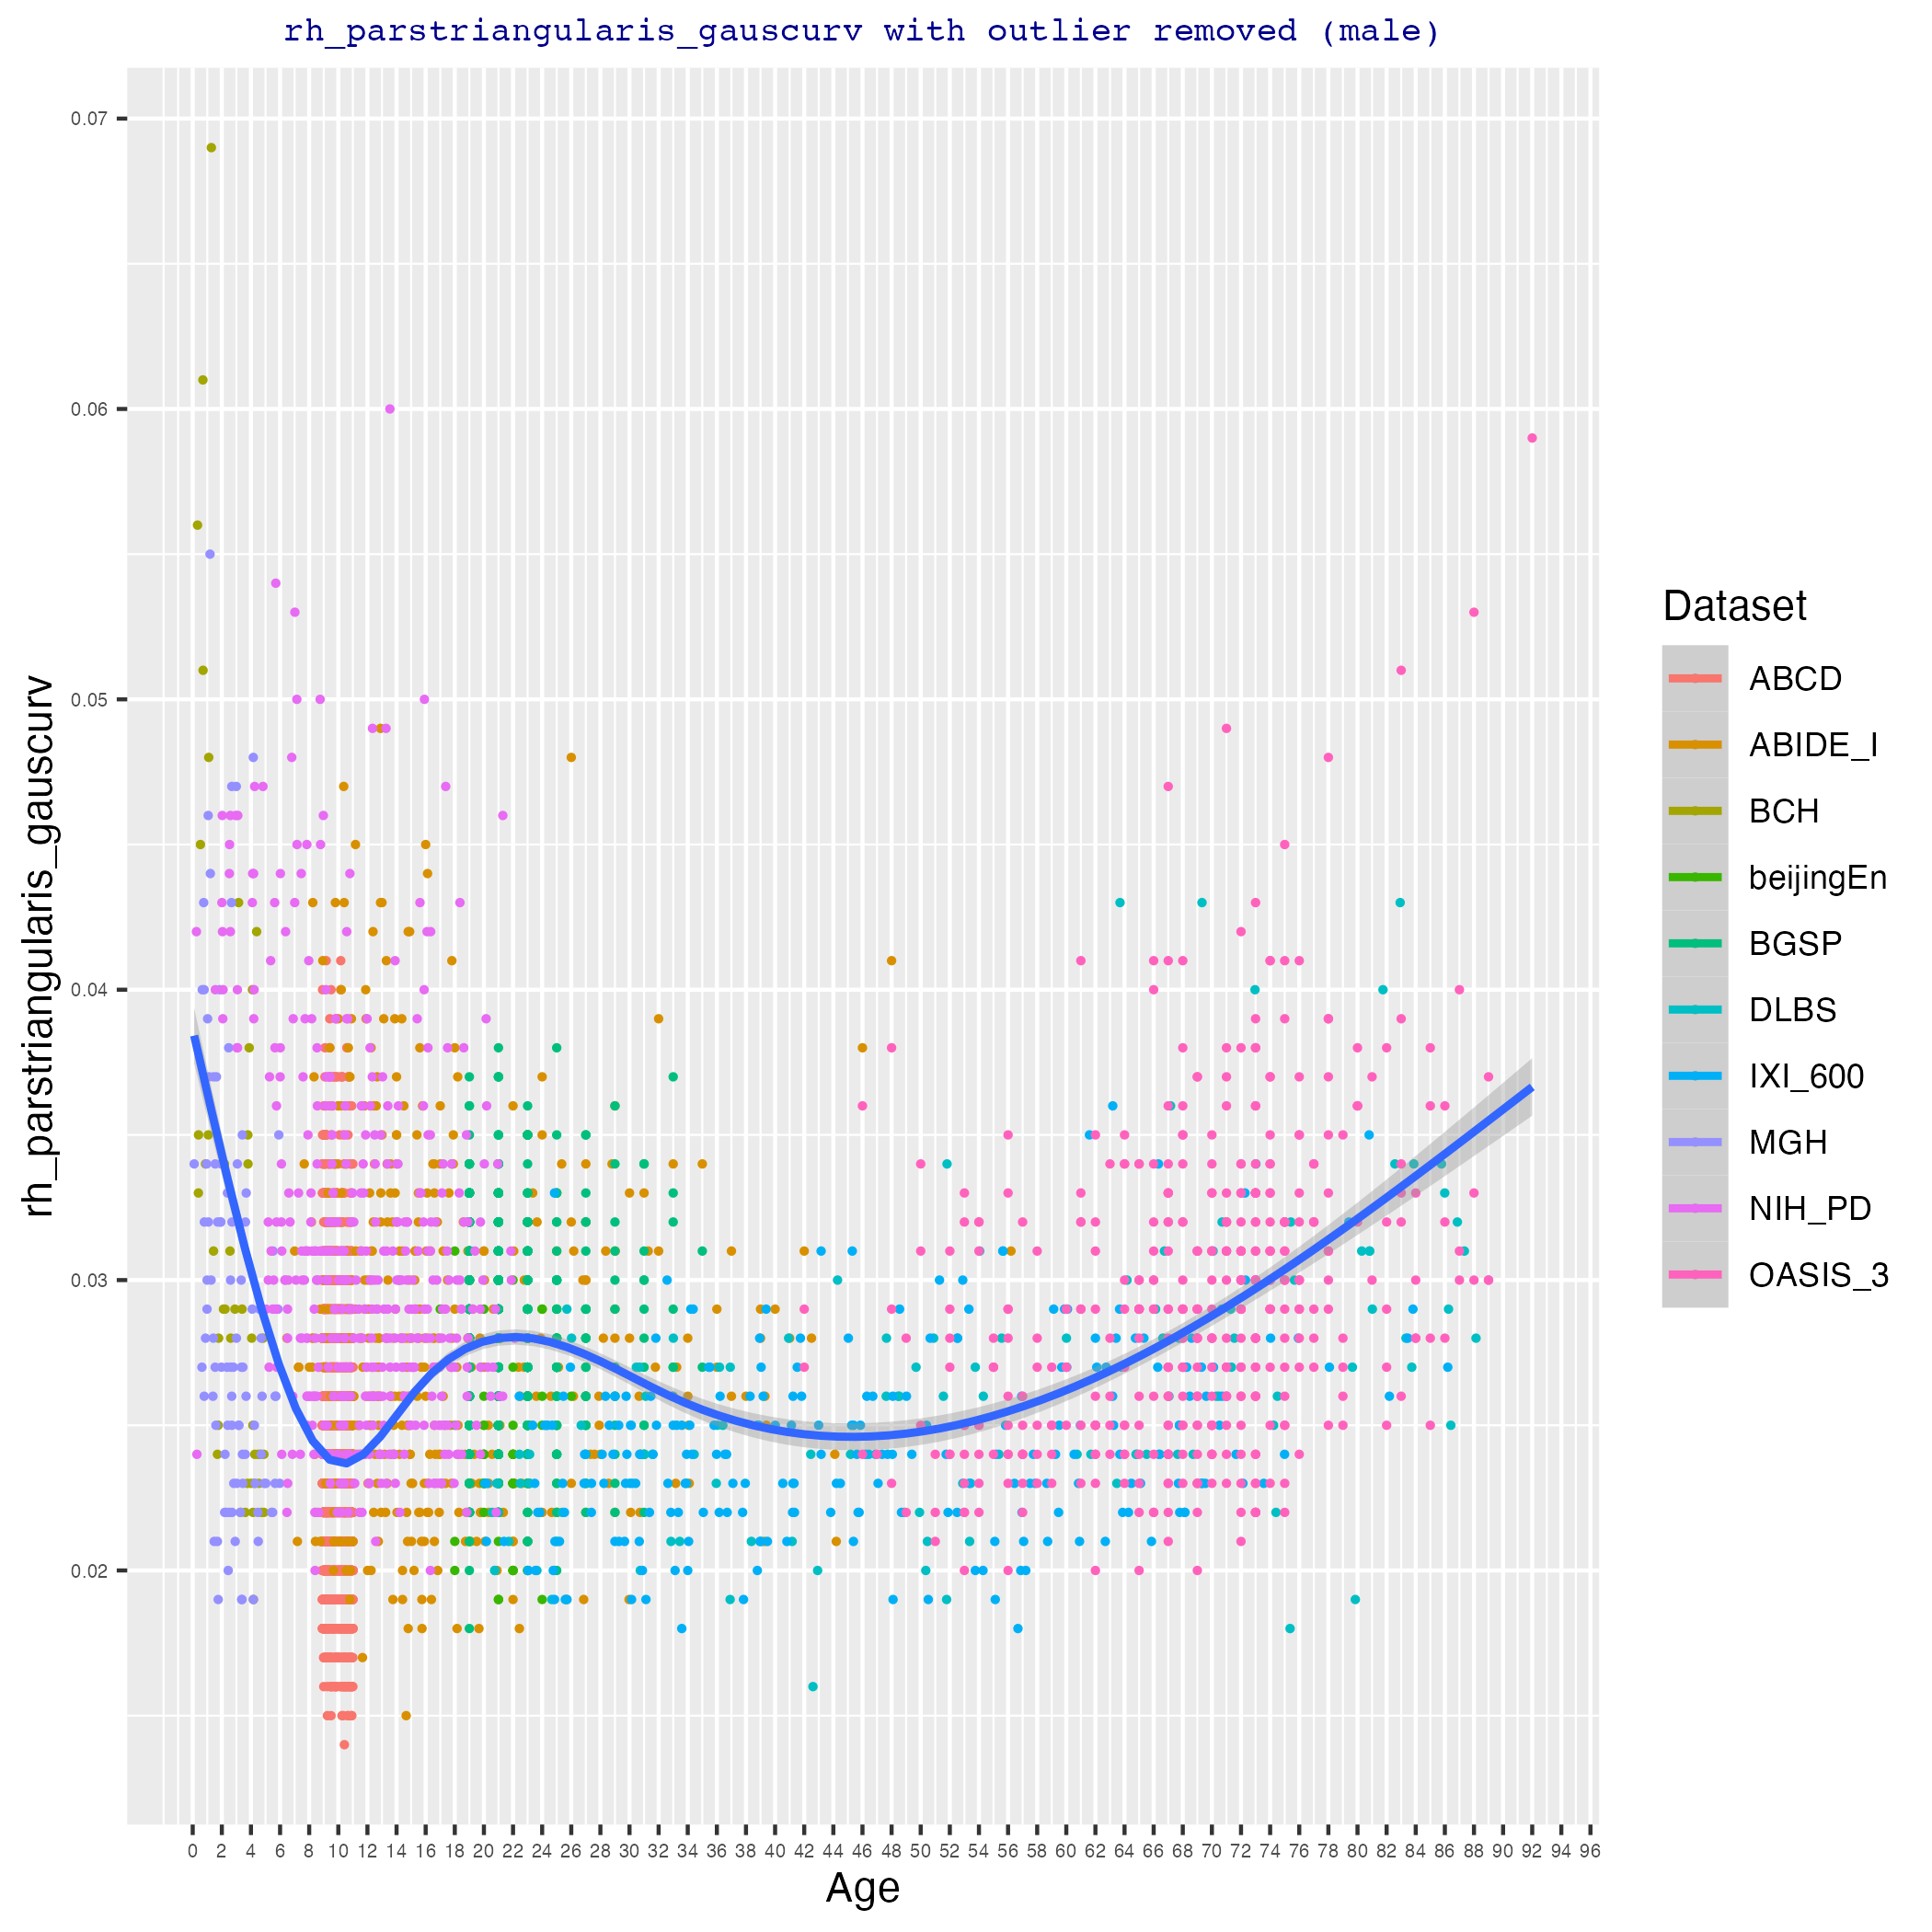 rh_parstriangularis_gauscurv with outlier removed (male)
rh_parstriangularis_gauscurv
0.07
0.06
0.05
0.04
0.03
0.02
0 2 4 6 8 10 12 14 16 18 20 22 24 26 28 30 32 34 36 38 40 42 44 46 48 50 52 54 56 58 60 62 64 66 68 70 72 74 76 78 80 82 84 86 88 90 92 94 96
Age
Dataset
ABCD
ABIDE_I
BCH
beijingEn
BGSP
DLBS
IXI_600
MGH
NIH_PD
OASIS_3